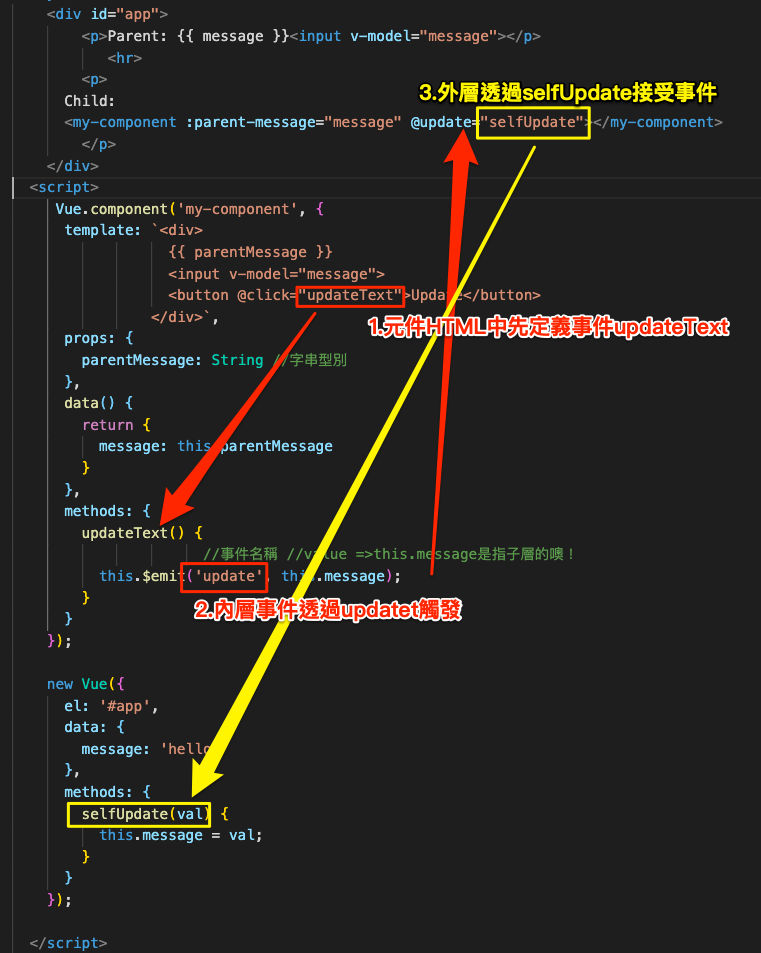 <div id="app">
<p>Parent: {{ message }}<input v-model="message"></p>
<hr>
<p>
3.外層透過selfUpdate接受事件
Child:
<my-component :parent-message="message" @update="selfUpdate"></my-component>
</p>
</div>
<script>
Vue.component('my-component', {
template: `<div>
{{ parentMessage }}
<input v-model="message">
<button @click="updateText">Update</button>
</div>`,
1.元件HTML中先定義事件updateText
props: {
parentMessage: String //字串型別
},
data() {
return {
message: this.parentMessage
}
},
methods: {
updateText() {
//事件名稱 //value =>this.message是指子層的噢！
this.$emit('update', this.message);
}
2.內層事件透過updatet觸發
}
});
new Vue({
el: '#app',
data: {
message: 'hello
},
methods: {
selfUpdate(val) {
this.message = val;
}
}
});
</script>